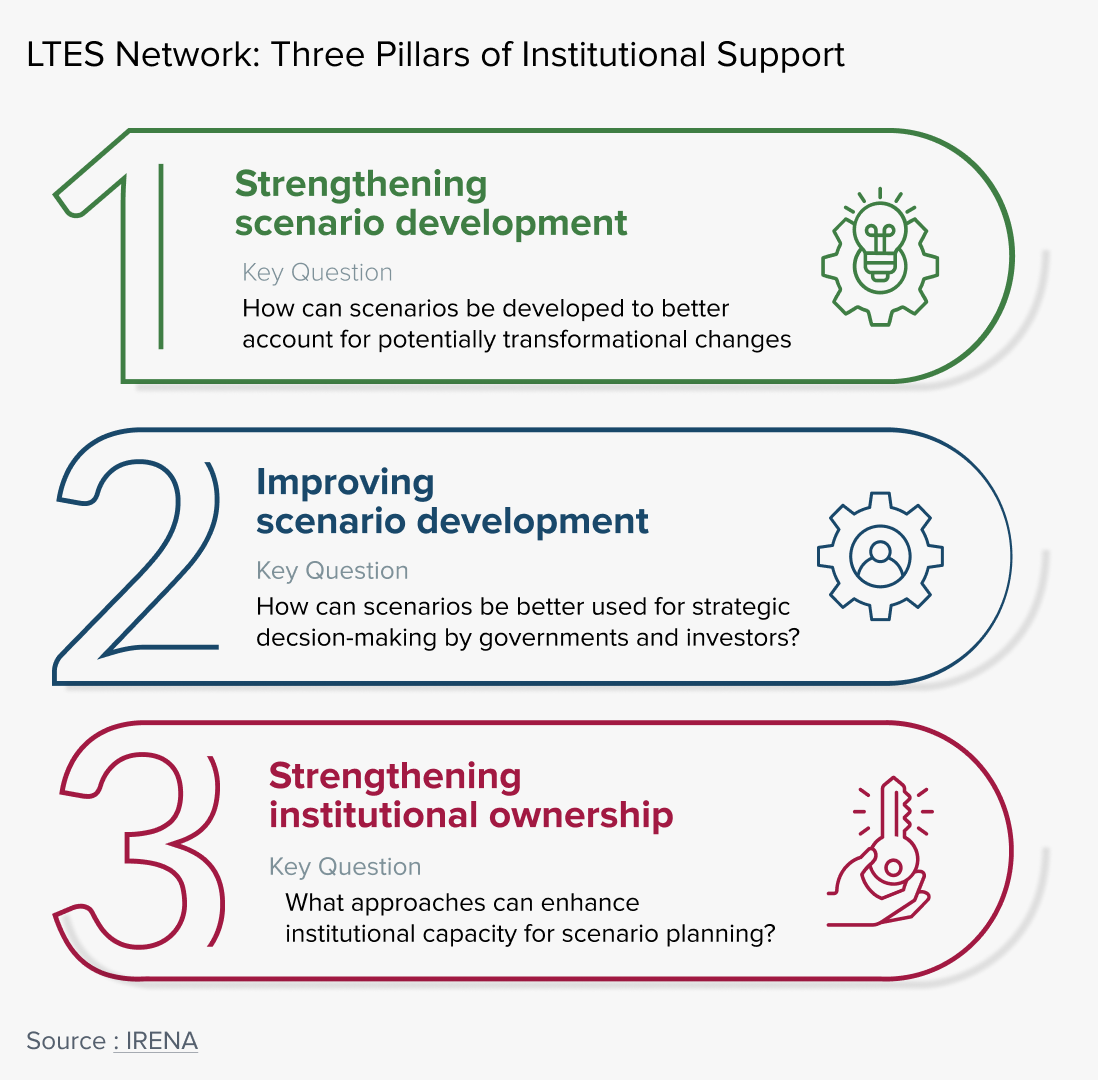 LTES Network: Three Pillars of Institutional Support
1
Strengthening
scenario development
Key Question
How can scenarios be developed to better
account for potentially transformational changes
2
Improving
scenario development
Key Question
How can scenarios be better used for strategic
decsion-making by governments and investors?
3
Strengthening
institutional ownership
Key Question
What approaches can enhance
institutional capacity for scenario planning?
Source : IRENA